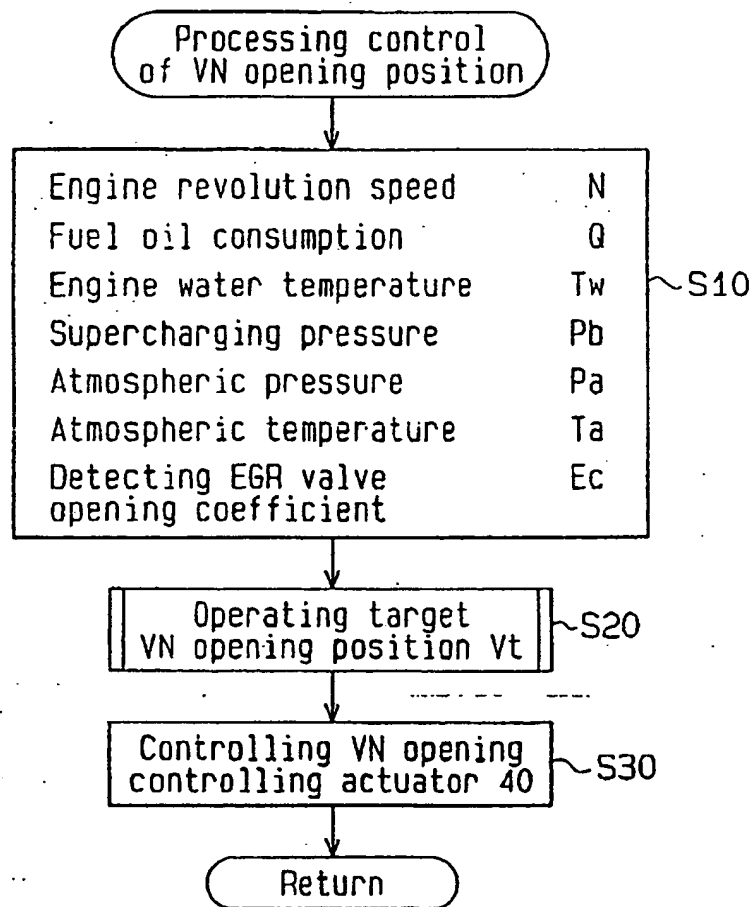 Processing control
of VN opening position
Engine revolution speed N
Fuel oil consumption Q
Engine water temperature Tw
Supercharging pressure Pb
Atmospheric pressure Pa
Atmospheric temperature Ta
Detecting EGR valve Ec
opening coefficient
S10
Operating target
VN opening position Vt
S20
Controlling VN opening
controlling actuator 40
S30
Return